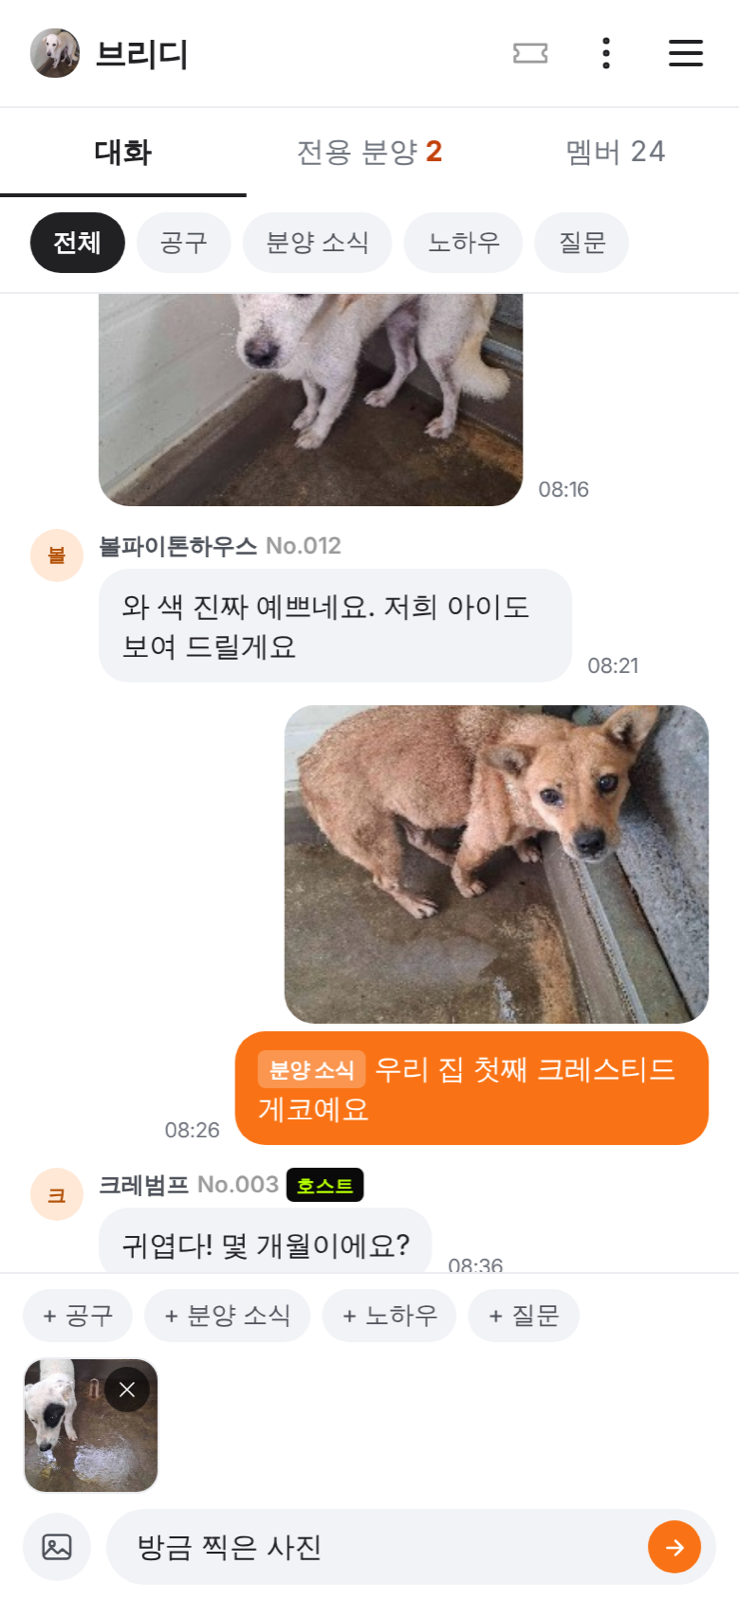 브리디
대화
전용 분양 2
멤버 24
전체
공구
분양 소식
노하우
질문
08:16
볼
볼파이톤하우스 No.012
와 색 진짜 예쁘네요. 저희 아이도
보여 드릴게요
08:21
분양 소식 우리 집 첫째 크레스티드
게코예요
08:26
크
크레범프 No.003 호스트
귀엽다! 몇 개월이에요?
08:36
+ 공구
+ 분양 소식
+ 노하우
+ 질문
방금 찍은 사진